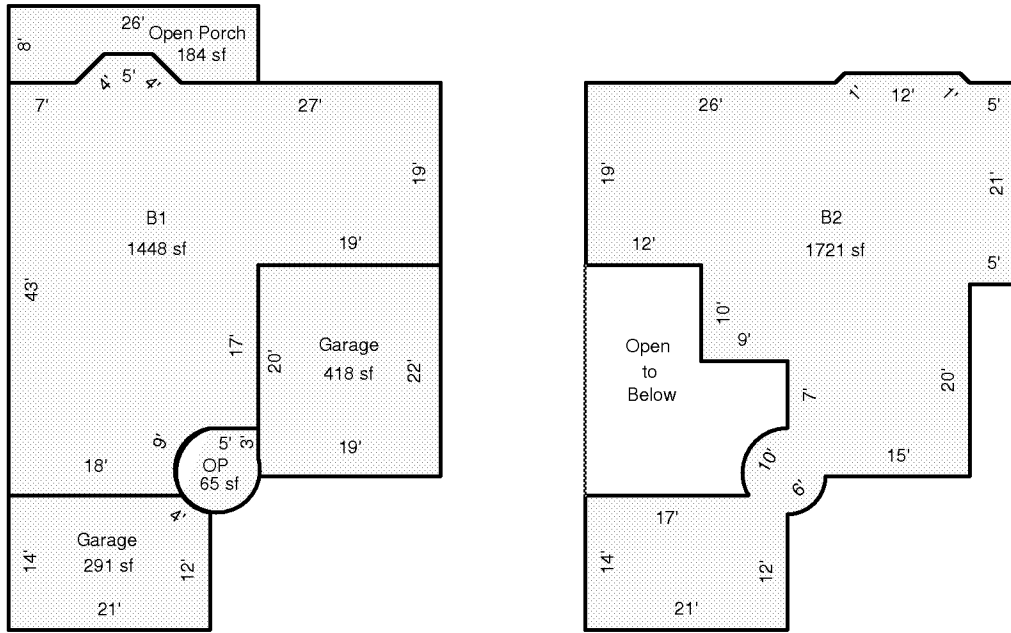 26'
Open Porch
184 sf
8'
4'
5'
4'
7'
27'
19'
B1
1448 sf
19'
43'
17'
20'
Garage
418 sf
22'
9'
5'
3'
19'
OP
65 sf
18'
4'
Garage
291 sf
14'
12'
21'
26'
1'
12'
1'
5'
19'
21'
B2
1721 sf
12'
5'
10'
9'
Open
to
Below
7'
20'
10'
15'
6'
17'
14'
12'
21'